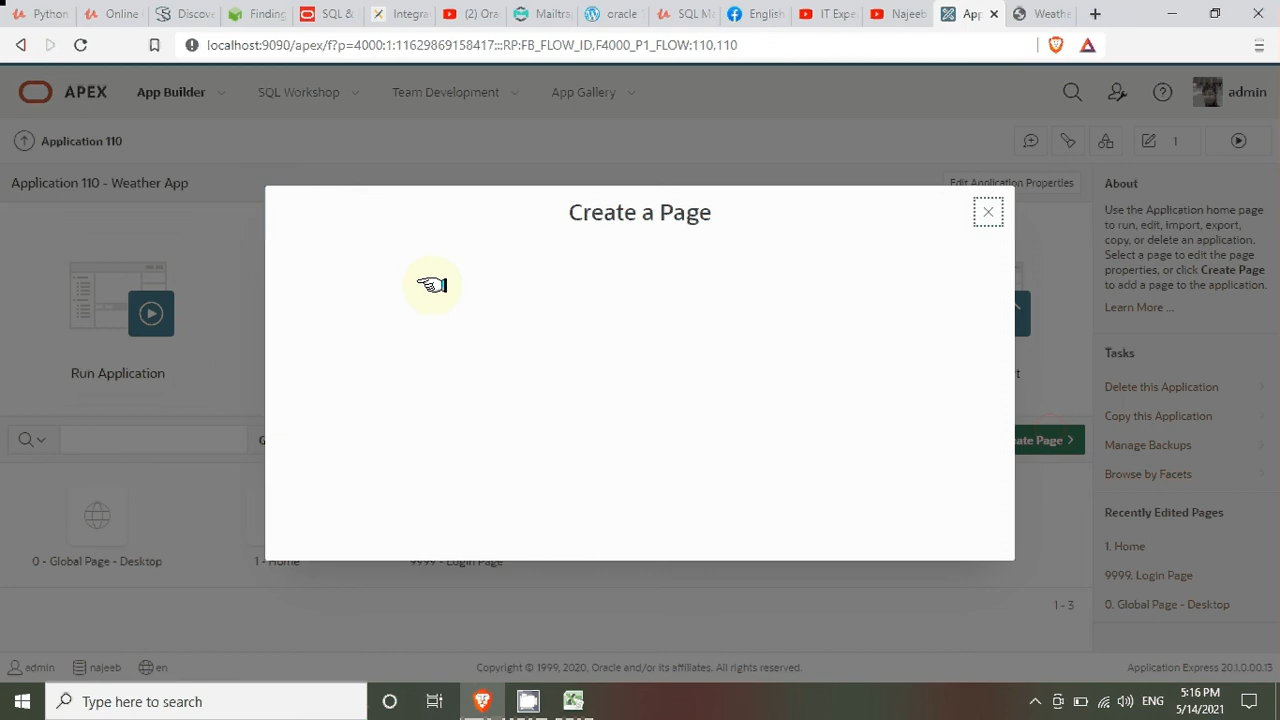 Python
Online
Discov
Finding
SQL &
Integra
(2) Ora
Mailtra
oracle
SQL Me
English
IT Expe
Najeeb
App
Weathe
localhost:9090/apex/f?p=4000:1:11629869158417:::RP:FB_FLOW_ID,F4000_P1_FLOW:110,110
APEX
App Builder
SQL Workshop
Team Development
App Gallery
admin
Application 110
1
Application 110 - Weather App
Edit Application Properties
Create a Page
Run Application
Create Page
0 - Global Page - Desktop
1 - Home
9999 - Login Page
1 - 3
About
Use the Application home page
to run, edit, import, export,
copy, or delete an application.
Select a page to edit the page
properties, or click Create Page
to add a page to the application.
Learn More ...
Tasks
Delete this Application
Copy this Application
Manage Backups
Browse by Facets
Recently Edited Pages
1. Home
9999. Login Page
0. Global Page - Desktop
admin
najeeb
en
Copyright © 1999, 2020, Oracle and/or its affiliates. All rights reserved.
Application Express 20.1.0.00.13
Type here to search
ENG
5:16 PM
5/14/2021